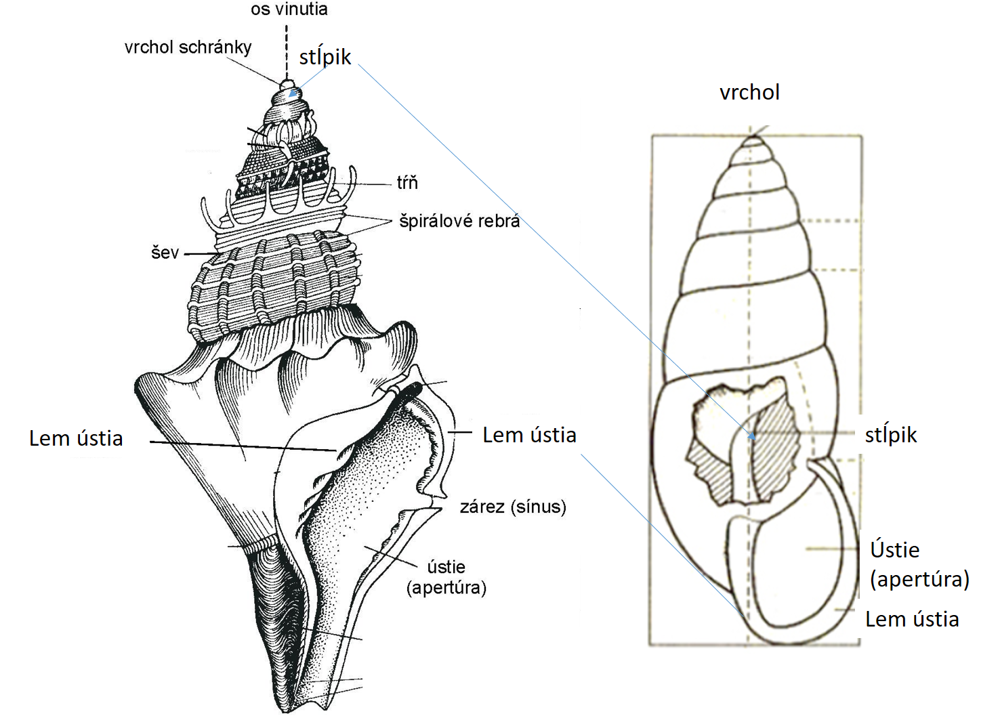 os vinutia
vrchol schránky
stĺpik
vrchol
tŕň
špirálové rebrá
šev
Lem ústia
Lem ústia
stĺpik
zárez (sínus)
ústie
(apertúra)
Ústie
(apertúra)
Lem ústia